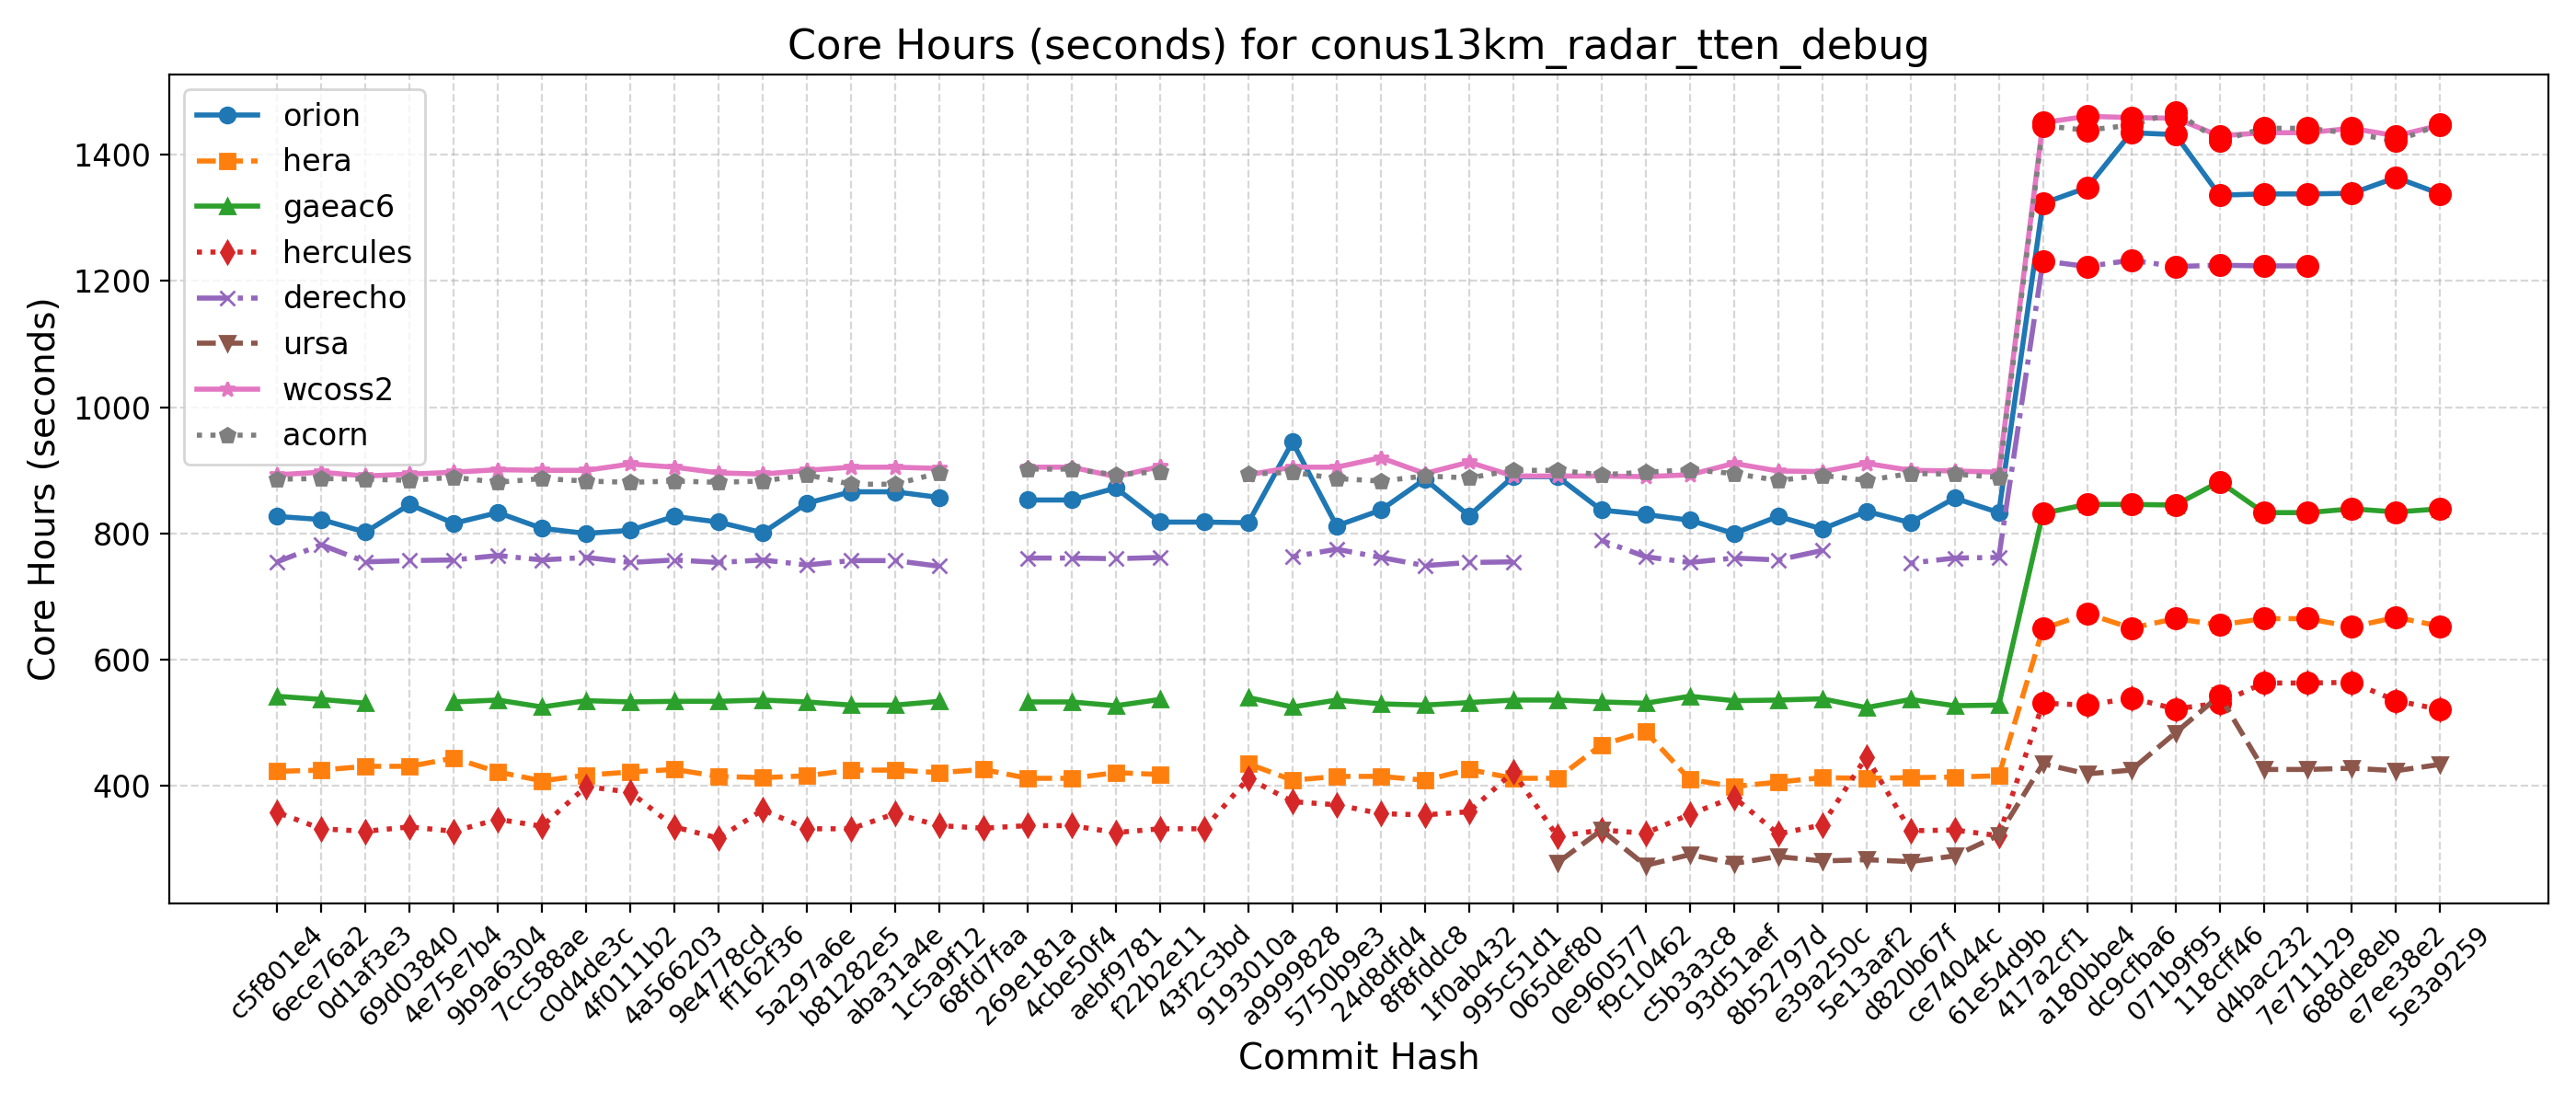 Core Hours (seconds) for conus13km_radar_tten_debug
orion
hera
gaeac6
hercules
derecho
ursa
wcoss2
acorn
Core Hours (seconds)
1400
1200
1000
800
600
400
c5f801e4
6ece76a2
0d1af3e3
69d03840
4e75e7b4
9b9a6304
7cc588ae
c0d4de3c
4f0111b2
4a566203
9e4778cd
ff162f36
5a297a6e
b81282e5
aba31a4e
1c5a9f12
68fd7faa
269e181a
4cbe50f4
aebf9781
f22b2e11
43f2c3bd
9193010a
a9999828
5750b9e3
24d8dfd4
8f8fddc8
1f0ab432
995c51d1
065def80
0e960577
f9c10462
c5b3a3c8
93d51aef
8b52797d
e39a250c
5e13aaf2
d820b67f
ce74044c
61e54d9b
417a2cf1
a180bbe4
dc9cfba6
071b9f95
118cff46
d4bac232
7e711129
688de8eb
e7ee38e2
5e3a9259
Commit Hash